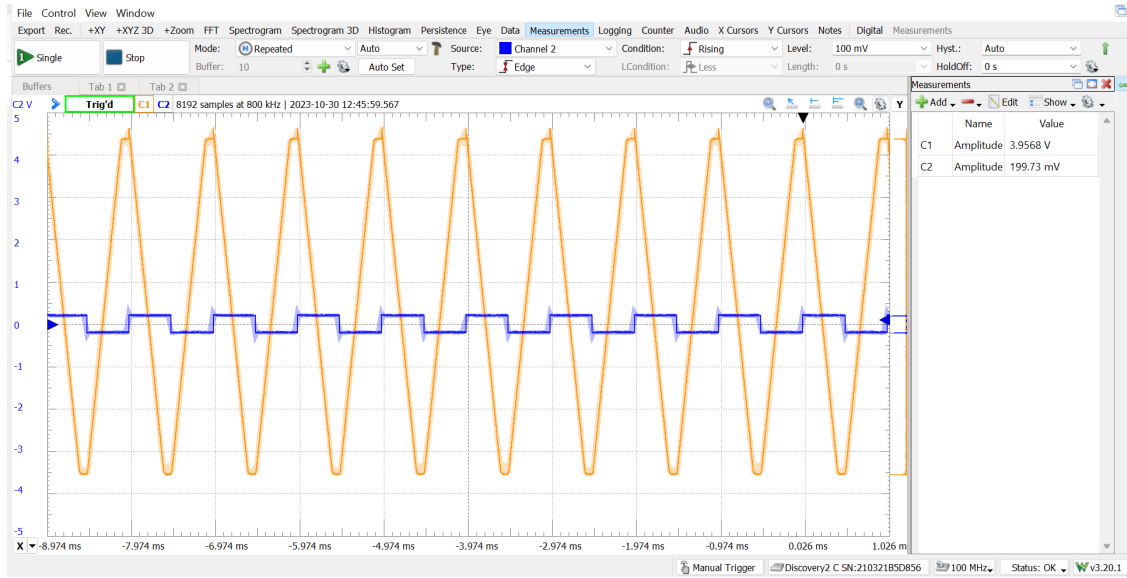 File Control View Window
Export Rec. +XY +XYZ 3D +Zoom FFT Spectrogram Spectrogram 3D Histogram Persistence Eye Data Measurements Logging Counter Audio X Cursors Y Cursors Notes Digital Measurements
Single Stop Mode: Repeated Auto Source: Channel 2 Condition: Rising Level: 100 mV Hyst.: Auto
Buffer: 10 Auto Set Type: Edge LCondition: Less Length: 0 s HoldOff: 0 s
Buffers Tab 1 Tab 2 Measurements
C2 V Trig'd C1 C2 8192 samples at 800 kHz | 2023-10-30 12:45:59.567 Y Add Edit Show
Name Value
C1 Amplitude 3.9568 V
C2 Amplitude 199.73 mV
5
4
3
2
1
0
-1
-2
-3
-4
-5
X -8.974 ms -7.974 ms -6.974 ms -5.974 ms -4.974 ms -3.974 ms -2.974 ms -1.974 ms -0.974 ms 0.026 ms 1.026 m
Manual Trigger Discovery2 C SN:210321B5D856 100 MHz Status: OK v3.20.1